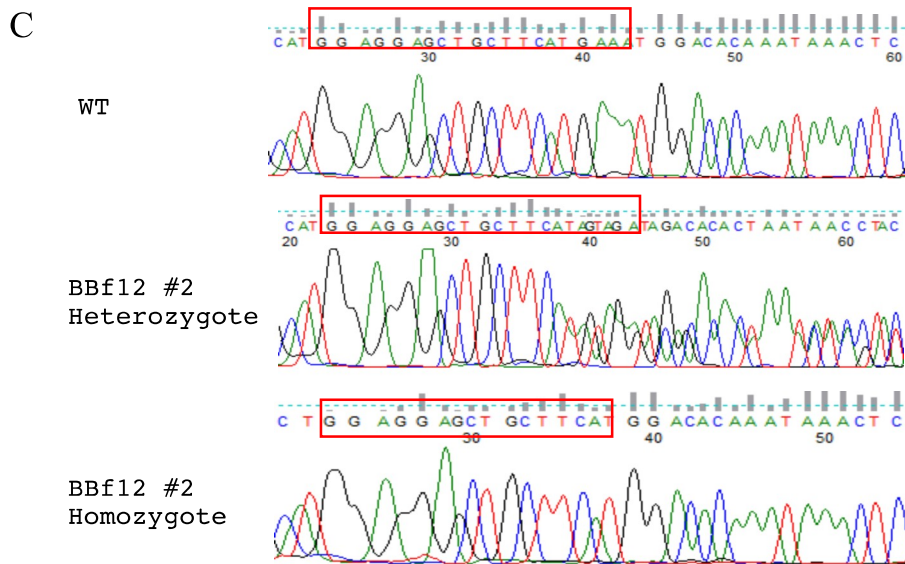 C
CATGGAGGAGCTGCTTCATGAAATGGACACAAATAAACTC
30 40 50 60
WT
CATGGAGGAGCTGCTTCATAGTAGATAGACACACTAATAACCTAC
20 30 40 50 60
BBf12 #2
Heterozygote
C T G G A G G A G C T G C T T C A T G G A C A C A A A T A A A C T C
30 40 50
BBf12 #2
Homozygote